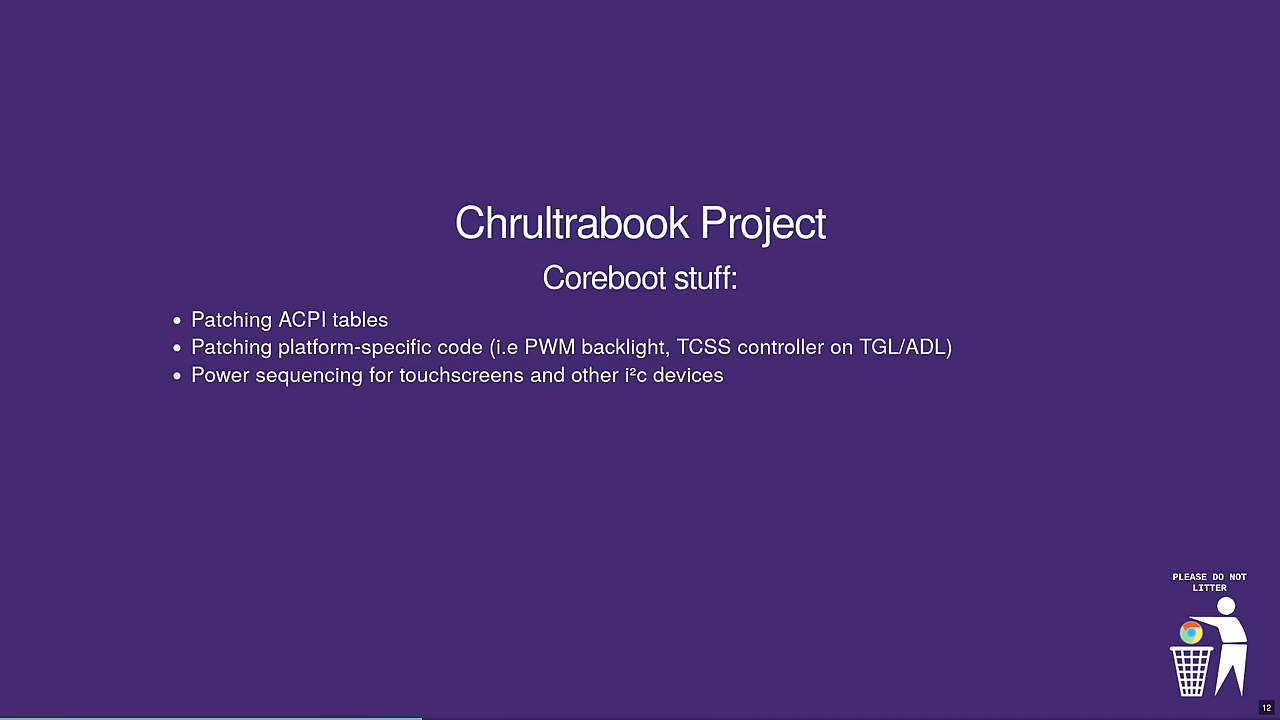 Chrultrabook Project
Coreboot stuff:
Patching ACPI tables
Patching platform-specific code (i.e PWM backlight, TCSS controller on TGL/ADL)
Power sequencing for touchscreens and other i²c devices
PLEASE DO NOT
LITTER
12